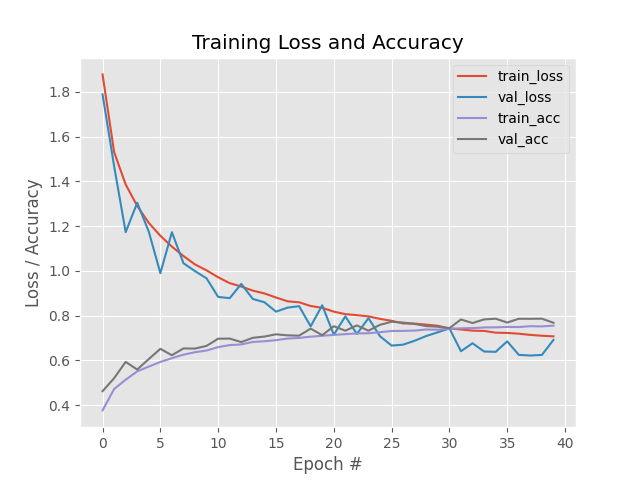 Training Loss and Accuracy
train_loss
val_loss
train_acc
val_acc
1.8
1.6
1.4
1.2
1.0
0.8
0.6
0.4
Loss / Accuracy
0 5 10 15 20 25 30 35 40
Epoch #